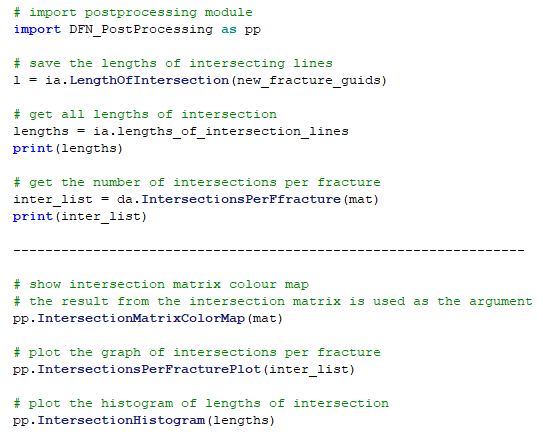 # import postprocessing module
import DFN_PostProcessing as pp
# save the lengths of intersecting lines
l = ia.LengthOfIntersection(new_fracture_guids)
# get all lengths of intersection
lengths = ia.lengths_of_intersection_lines
print(lengths)
# get the number of intersections per fracture
inter_list = da.IntersectionsPerFfracture(mat)
print(inter_list)
----------------------------------------------------------------
# show intersection matrix colour map
# the result from the intersection matrix is used as the argument
pp.IntersectionMatrixColorMap(mat)
# plot the graph of intersections per fracture
pp.IntersectionsPerFracturePlot(inter_list)
# plot the histogram of lengths of intersection
pp.IntersectionHistogram(lengths)